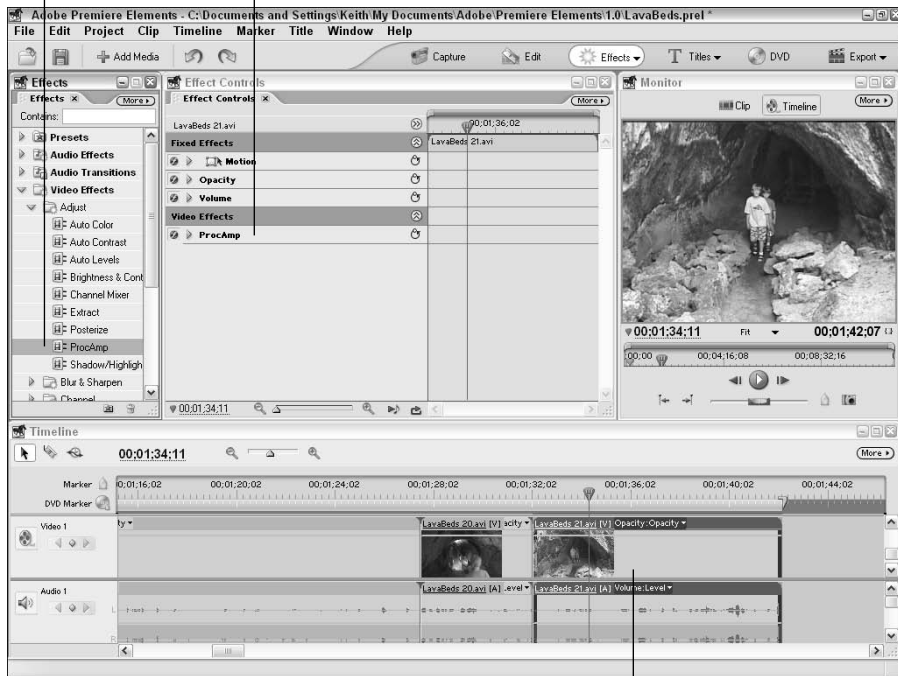 Adobe Premiere Elements - C:\Documents and Settings\Keith\My Documents\Adobe\Premiere Elements\1.0\LavaBeds.prel *
File Edit Project Clip Timeline Marker Title Window Help
Add Media Capture Edit Effects Titles DVD Export
Effects
Effects x More
Contains:
Presets
Audio Effects
Audio Transitions
Video Effects
Adjust
Auto Color
Auto Contrast
Auto Levels
Brightness & Cont
Channel Mixer
Extract
Posterize
ProcAmp
Shadow/Highligh
Blur & Sharpen
Channel
Effect Controls
Effect Controls x More
LavaBeds 21.avi 00;01;36;02
Fixed Effects LavaBeds 21.avi
Motion
Opacity
Volume
Video Effects
ProcAmp
00;01;34;11
Monitor
Clip Timeline More
00;01;34;11 Fit 00;01;42;07
00;00 00;04;16;08 00;08;32;16
Timeline
00;01;34;11 More
Marker 0;01;16;02 00;01;20;02 00;01;24;02 00;01;28;02 00;01;32;02 00;01;36;02 00;01;40;02 00;01;44;02
DVD Marker
Video 1 ty LavaBeds 20.avi [V] acity LavaBeds 21.avi [V] Opacity:Opacity
Audio 1 LavaBeds 20.avi [A] .evel LavaBeds 21.avi [A] Volume:Level
L
R